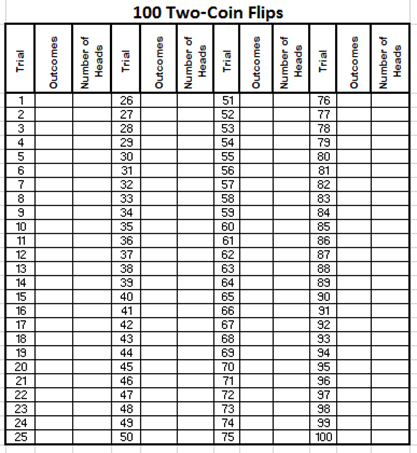 100 Two-Coin Flips
Trial Outcomes Number of Heads Trial Outcomes Number of Heads Trial Outcomes Number of Heads Trial Outcomes Number of Heads
1 26 51 76
2 27 52 77
3 28 53 78
4 29 54 79
5 30 55 80
6 31 56 81
7 32 57 82
8 33 58 83
9 34 59 84
10 35 60 85
11 36 61 86
12 37 62 87
13 38 63 88
14 39 64 89
15 40 65 90
16 41 66 91
17 42 67 92
18 43 68 93
19 44 69 94
20 45 70 95
21 46 71 96
22 47 72 97
23 48 73 98
24 49 74 99
25 50 75 100